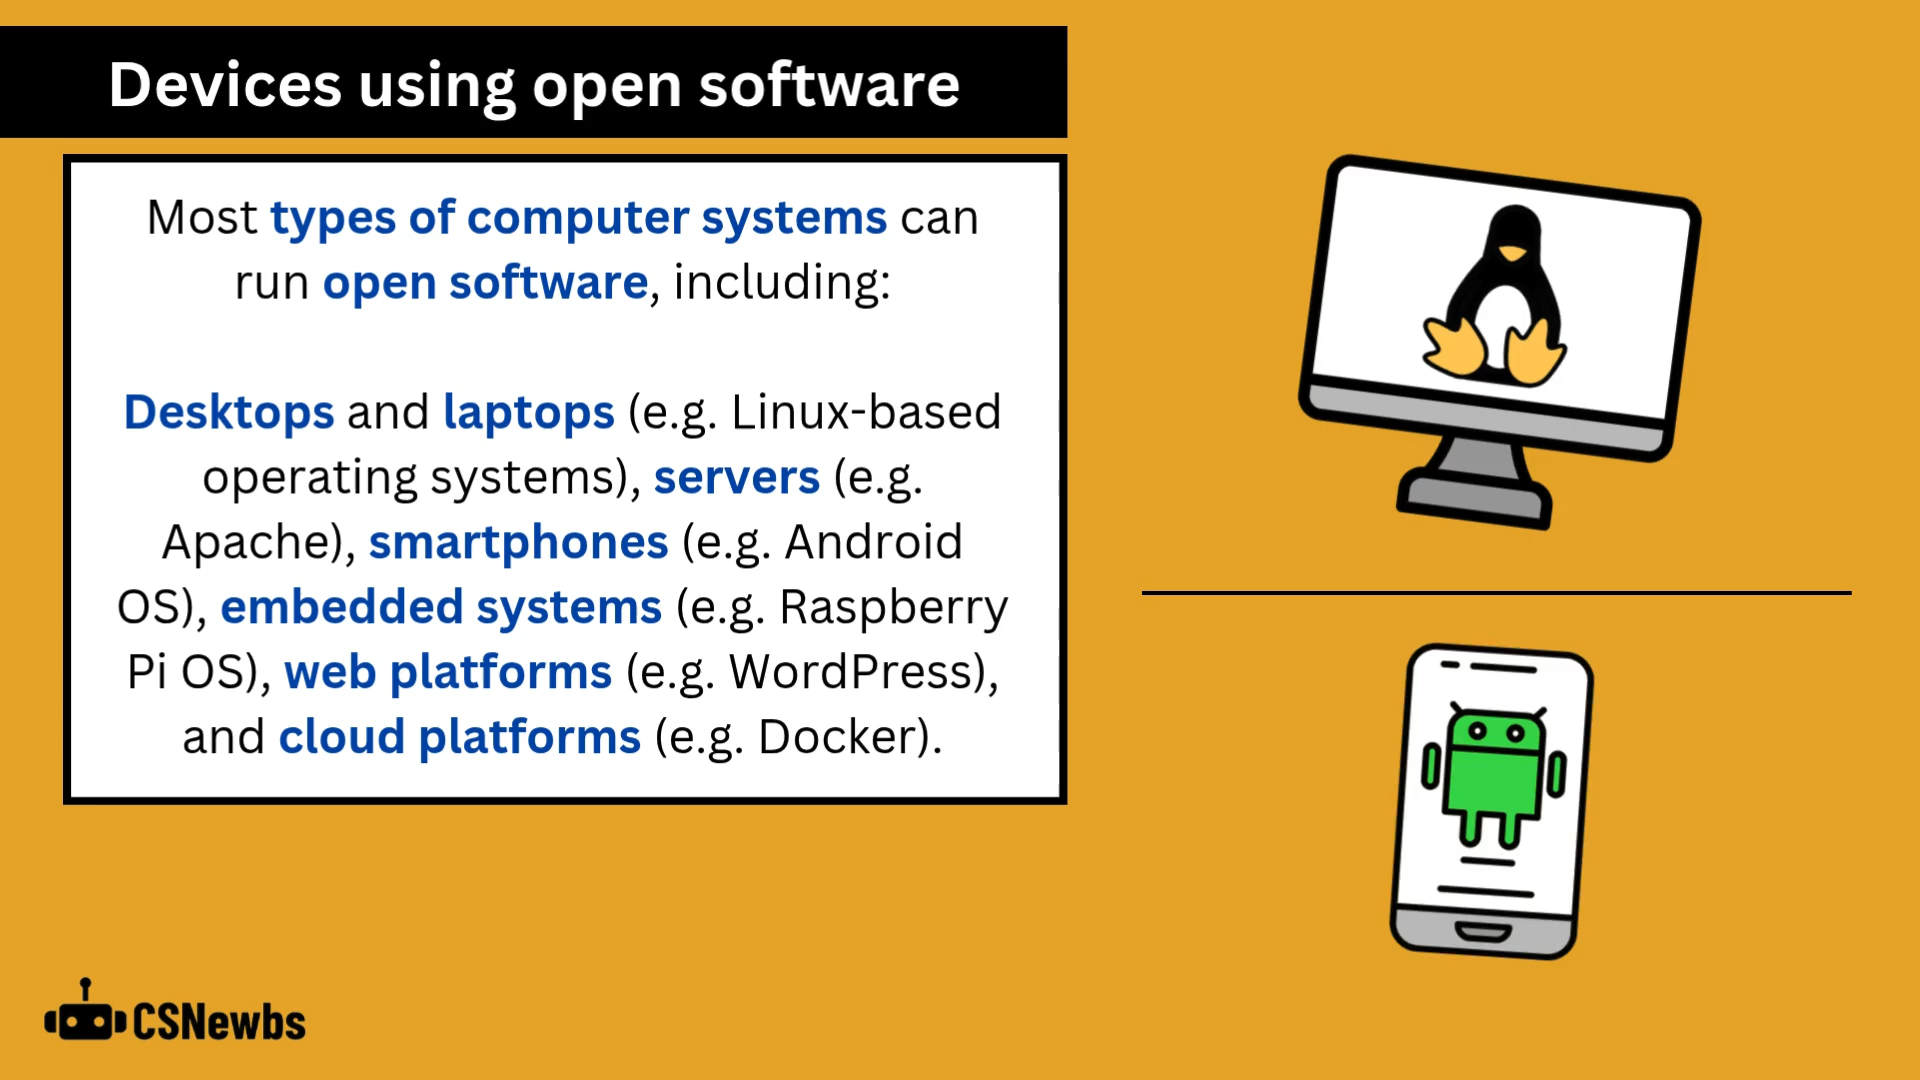 Devices using open software
Most types of computer systems can
run open software, including:
Desktops and laptops (e.g. Linux-based
operating systems), servers (e.g.
Apache), smartphones (e.g. Android
OS), embedded systems (e.g. Raspberry
Pi OS), web platforms (e.g. WordPress),
and cloud platforms (e.g. Docker).
CSNewbs